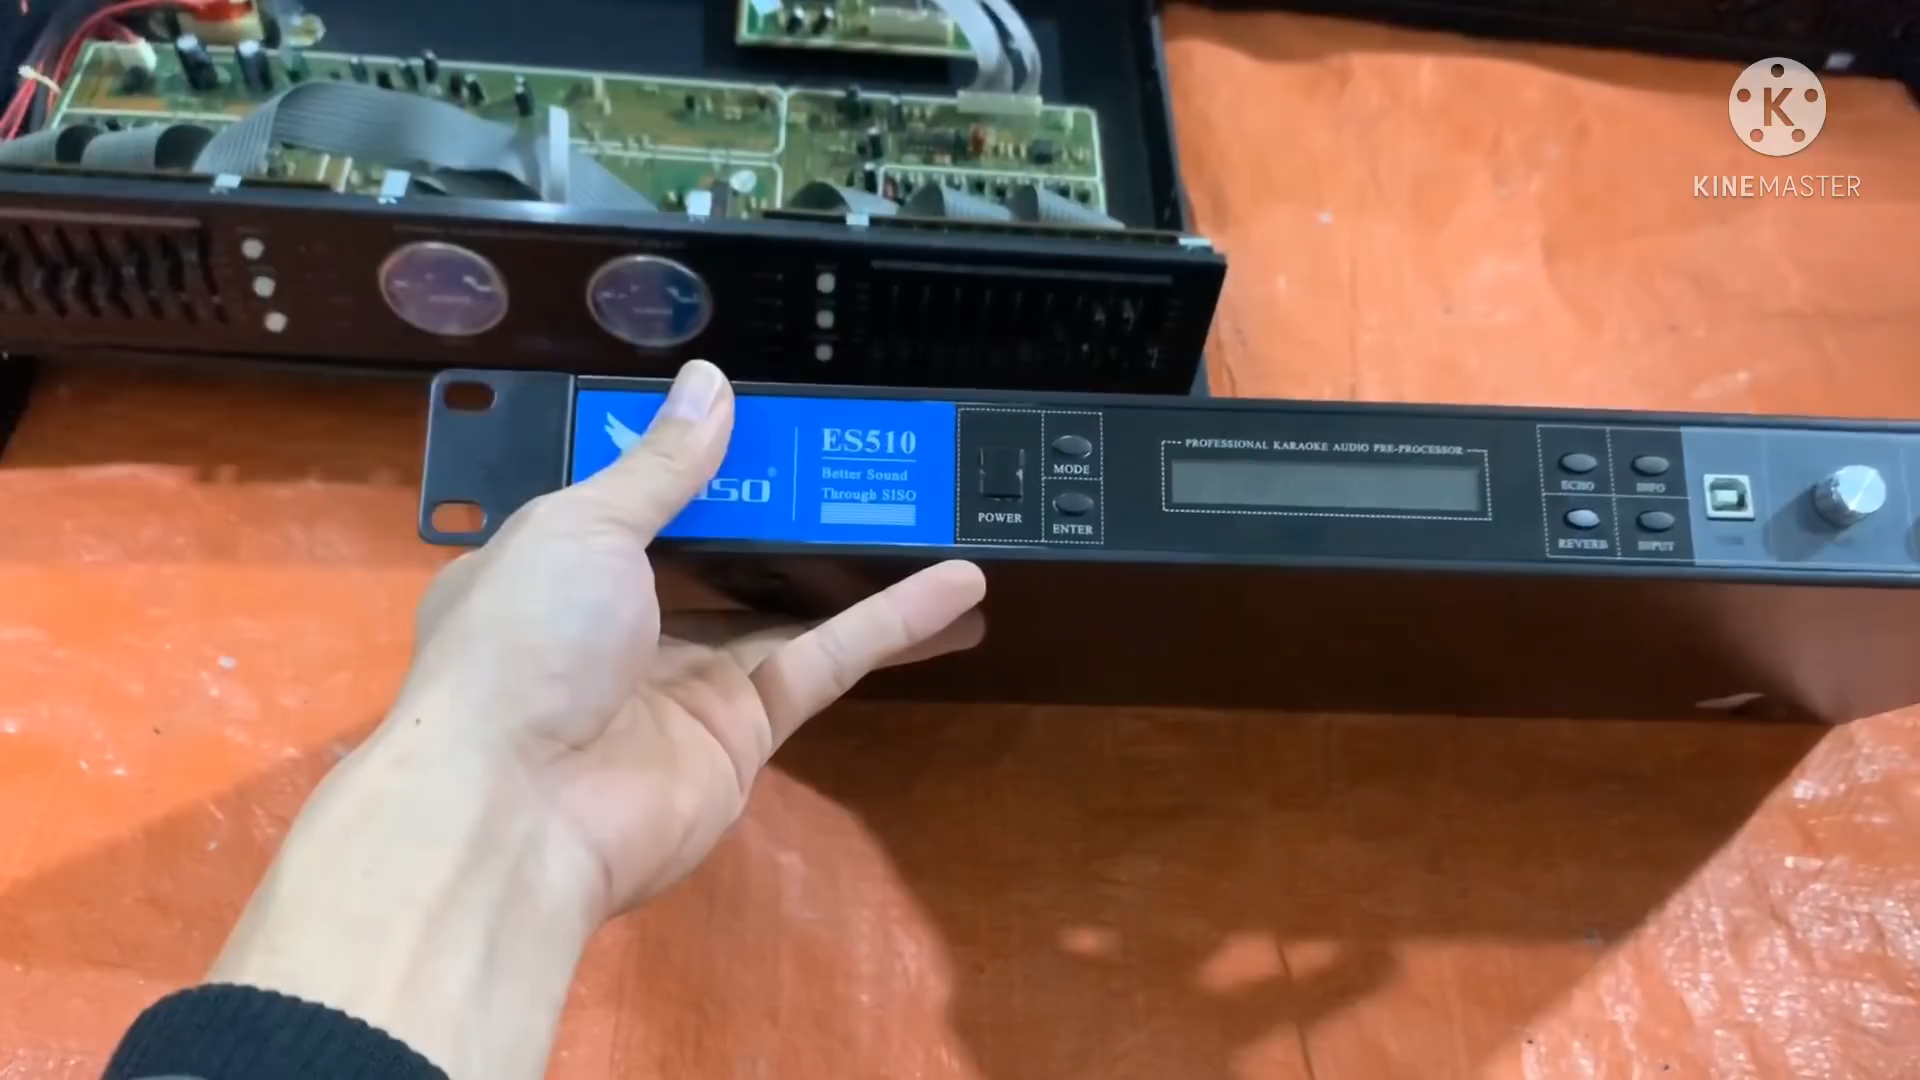 KINEMASTER
ES510
Better Sound
Through SISO
POWER
MODE
ENTER
PROFESSIONAL KARAOKE AUDIO PRE-PROCESSOR
ECHO
INFO
REVERB
INPUT